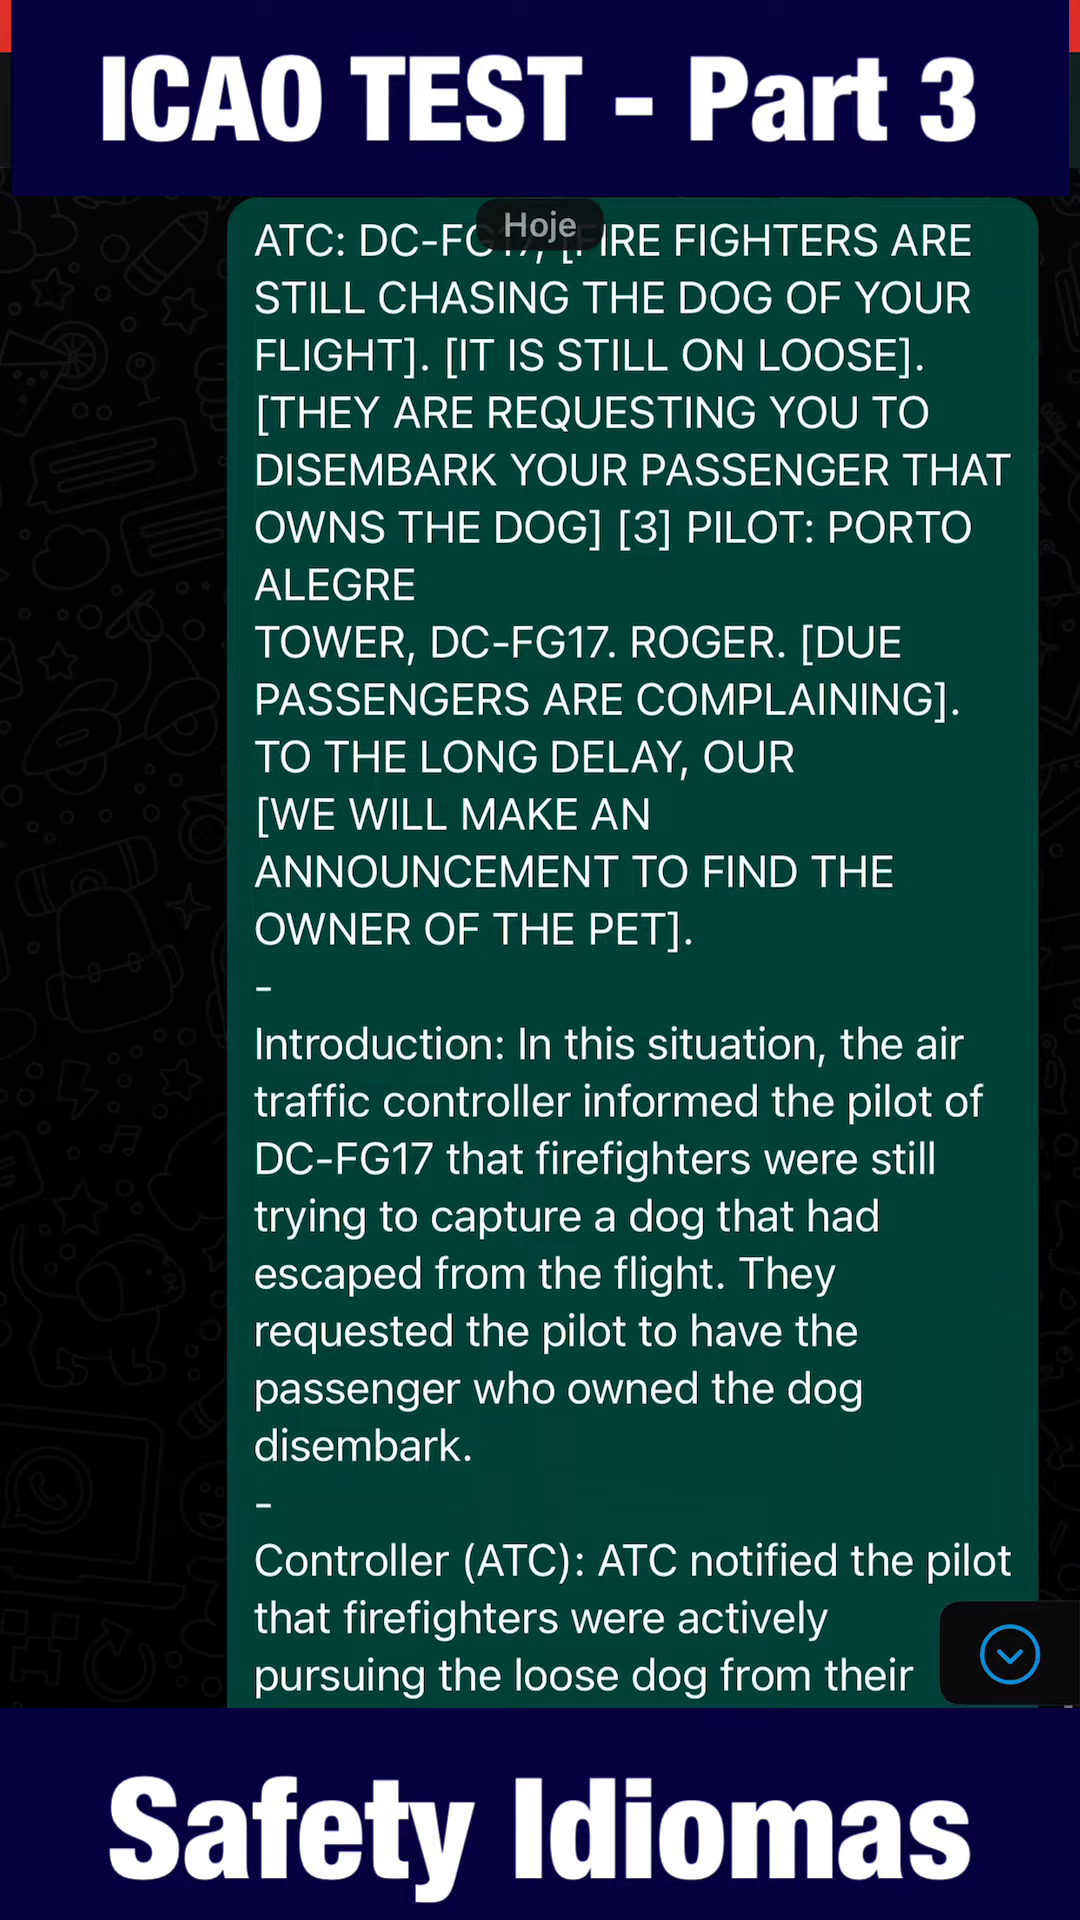 ICAO TEST - Part 3
Hoje
ATC: DC-FG17, [FIRE FIGHTERS ARE
STILL CHASING THE DOG OF YOUR
FLIGHT]. [IT IS STILL ON LOOSE].
[THEY ARE REQUESTING YOU TO
DISEMBARK YOUR PASSENGER THAT
OWNS THE DOG] [3] PILOT: PORTO
ALEGRE
TOWER, DC-FG17. ROGER. [DUE
PASSENGERS ARE COMPLAINING].
TO THE LONG DELAY, OUR
[WE WILL MAKE AN
ANNOUNCEMENT TO FIND THE
OWNER OF THE PET].
-
Introduction: In this situation, the air
traffic controller informed the pilot of
DC-FG17 that firefighters were still
trying to capture a dog that had
escaped from the flight. They
requested the pilot to have the
passenger who owned the dog
disembark.
-
Controller (ATC): ATC notified the pilot
that firefighters were actively
pursuing the loose dog from their
Safety Idiomas